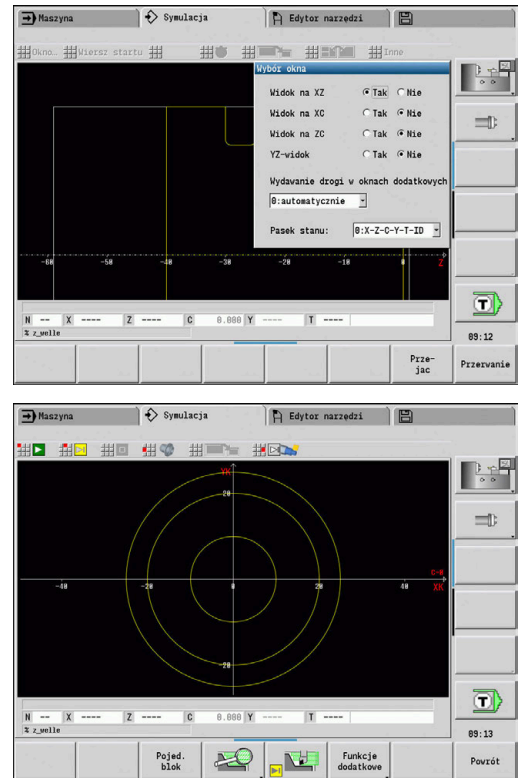 Maszyna Symulacja Edytor narzędzi
Okno… Wiersz startu Inne
Wybór okna
Widok na XZ Tak Nie
Widok na XC Tak Nie
Widok na ZC Tak Nie
YZ-widok Tak Nie
Wydawanie drogi w oknach dodatkowych
0:automatycznie
Pasek stanu: 0:X-Z-C-Y-T-ID
-60 -50 -40 -30 -20 -10 0 Z
N -- X ---- Z ---- C 0.000 Y ---- T ----
% z_welle
T
09:12
Prze-
jac
Przerwanie
Maszyna Symulacja Edytor narzędzi
YK
-20
C-0
-40 -20 0 20 40 XK
-20
N -- X ---- Z ---- C 0.000 Y ---- T ----
% z_welle
T
09:13
Pojed.
blok
Funkcje
dodatkowe
Powrót